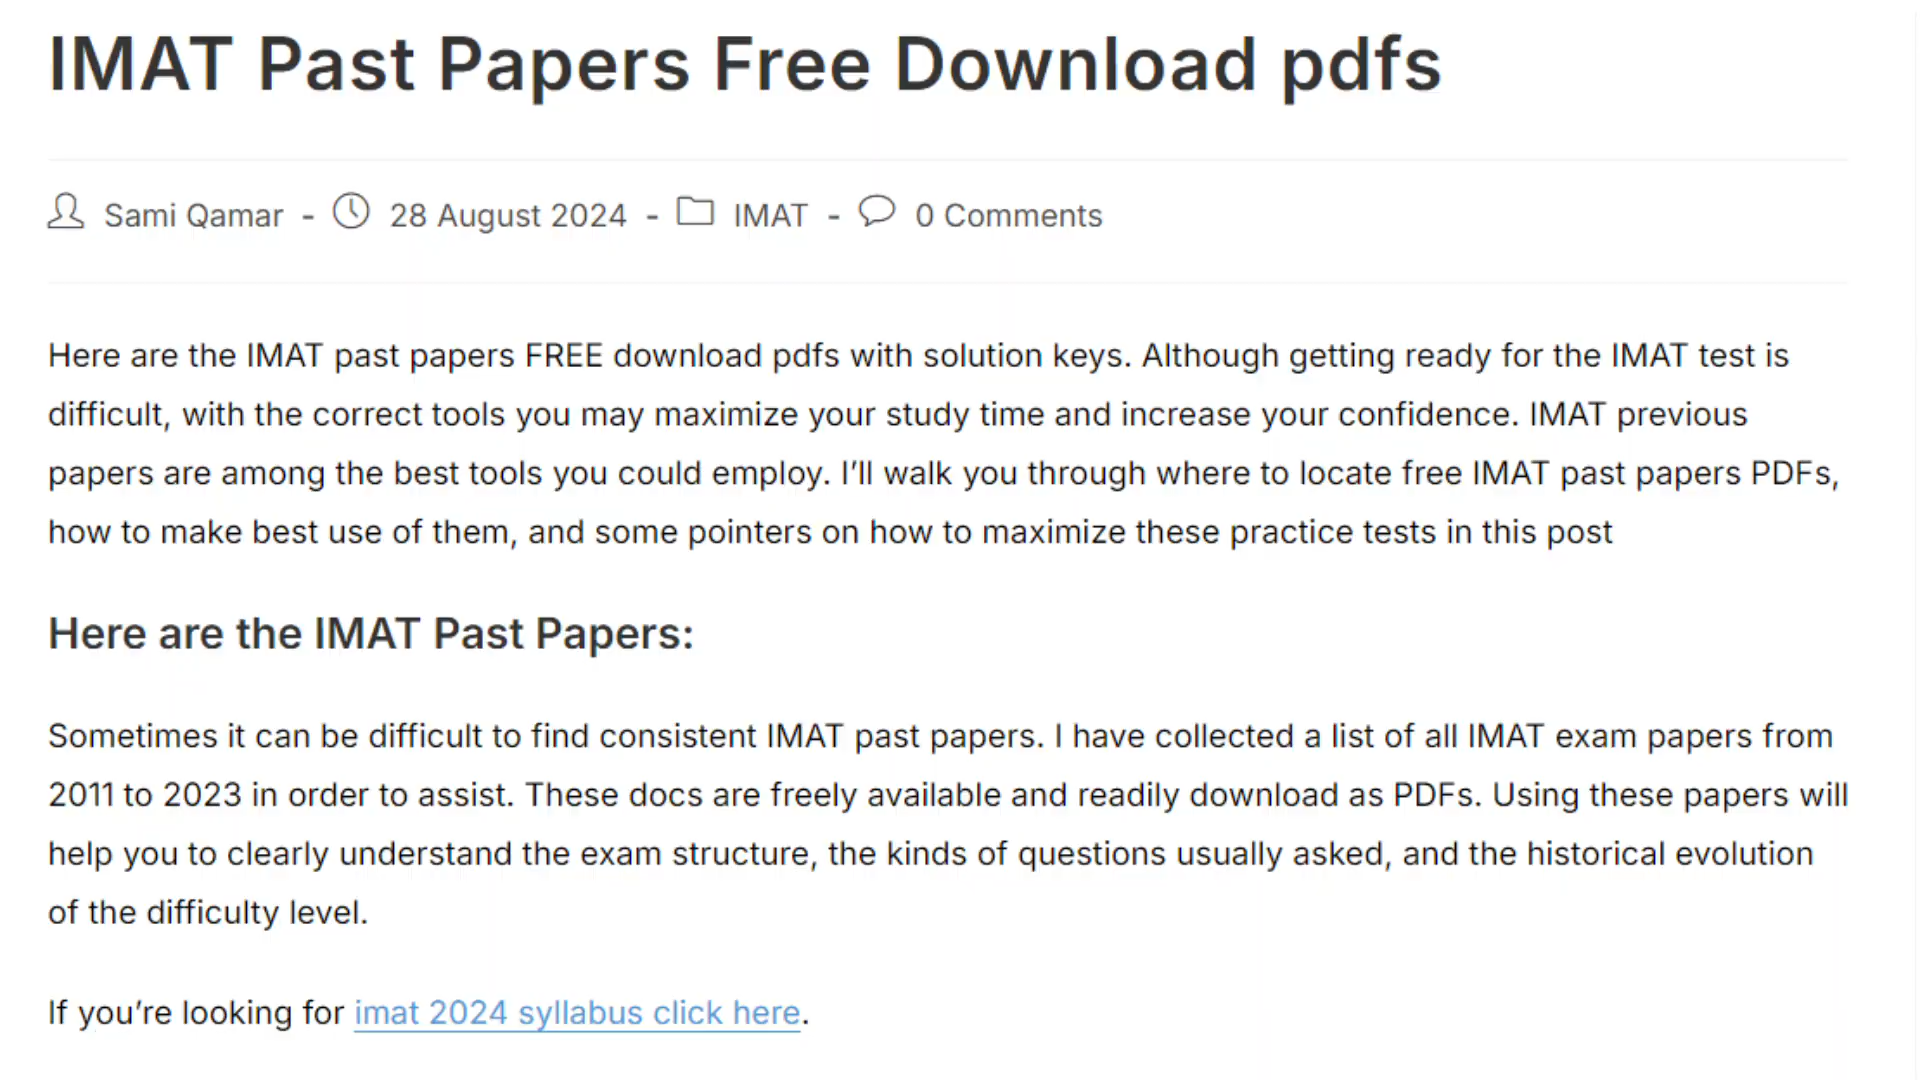 IMAT Past Papers Free Download pdfs
Sami Qamar - 28 August 2024 - IMAT - 0 Comments
Here are the IMAT past papers FREE download pdfs with solution keys. Although getting ready for the IMAT test is
difficult, with the correct tools you may maximize your study time and increase your confidence. IMAT previous
papers are among the best tools you could employ. I’ll walk you through where to locate free IMAT past papers PDFs,
how to make best use of them, and some pointers on how to maximize these practice tests in this post
Here are the IMAT Past Papers:
Sometimes it can be difficult to find consistent IMAT past papers. I have collected a list of all IMAT exam papers from
2011 to 2023 in order to assist. These docs are freely available and readily download as PDFs. Using these papers will
help you to clearly understand the exam structure, the kinds of questions usually asked, and the historical evolution
of the difficulty level.
If you’re looking for imat 2024 syllabus click here.